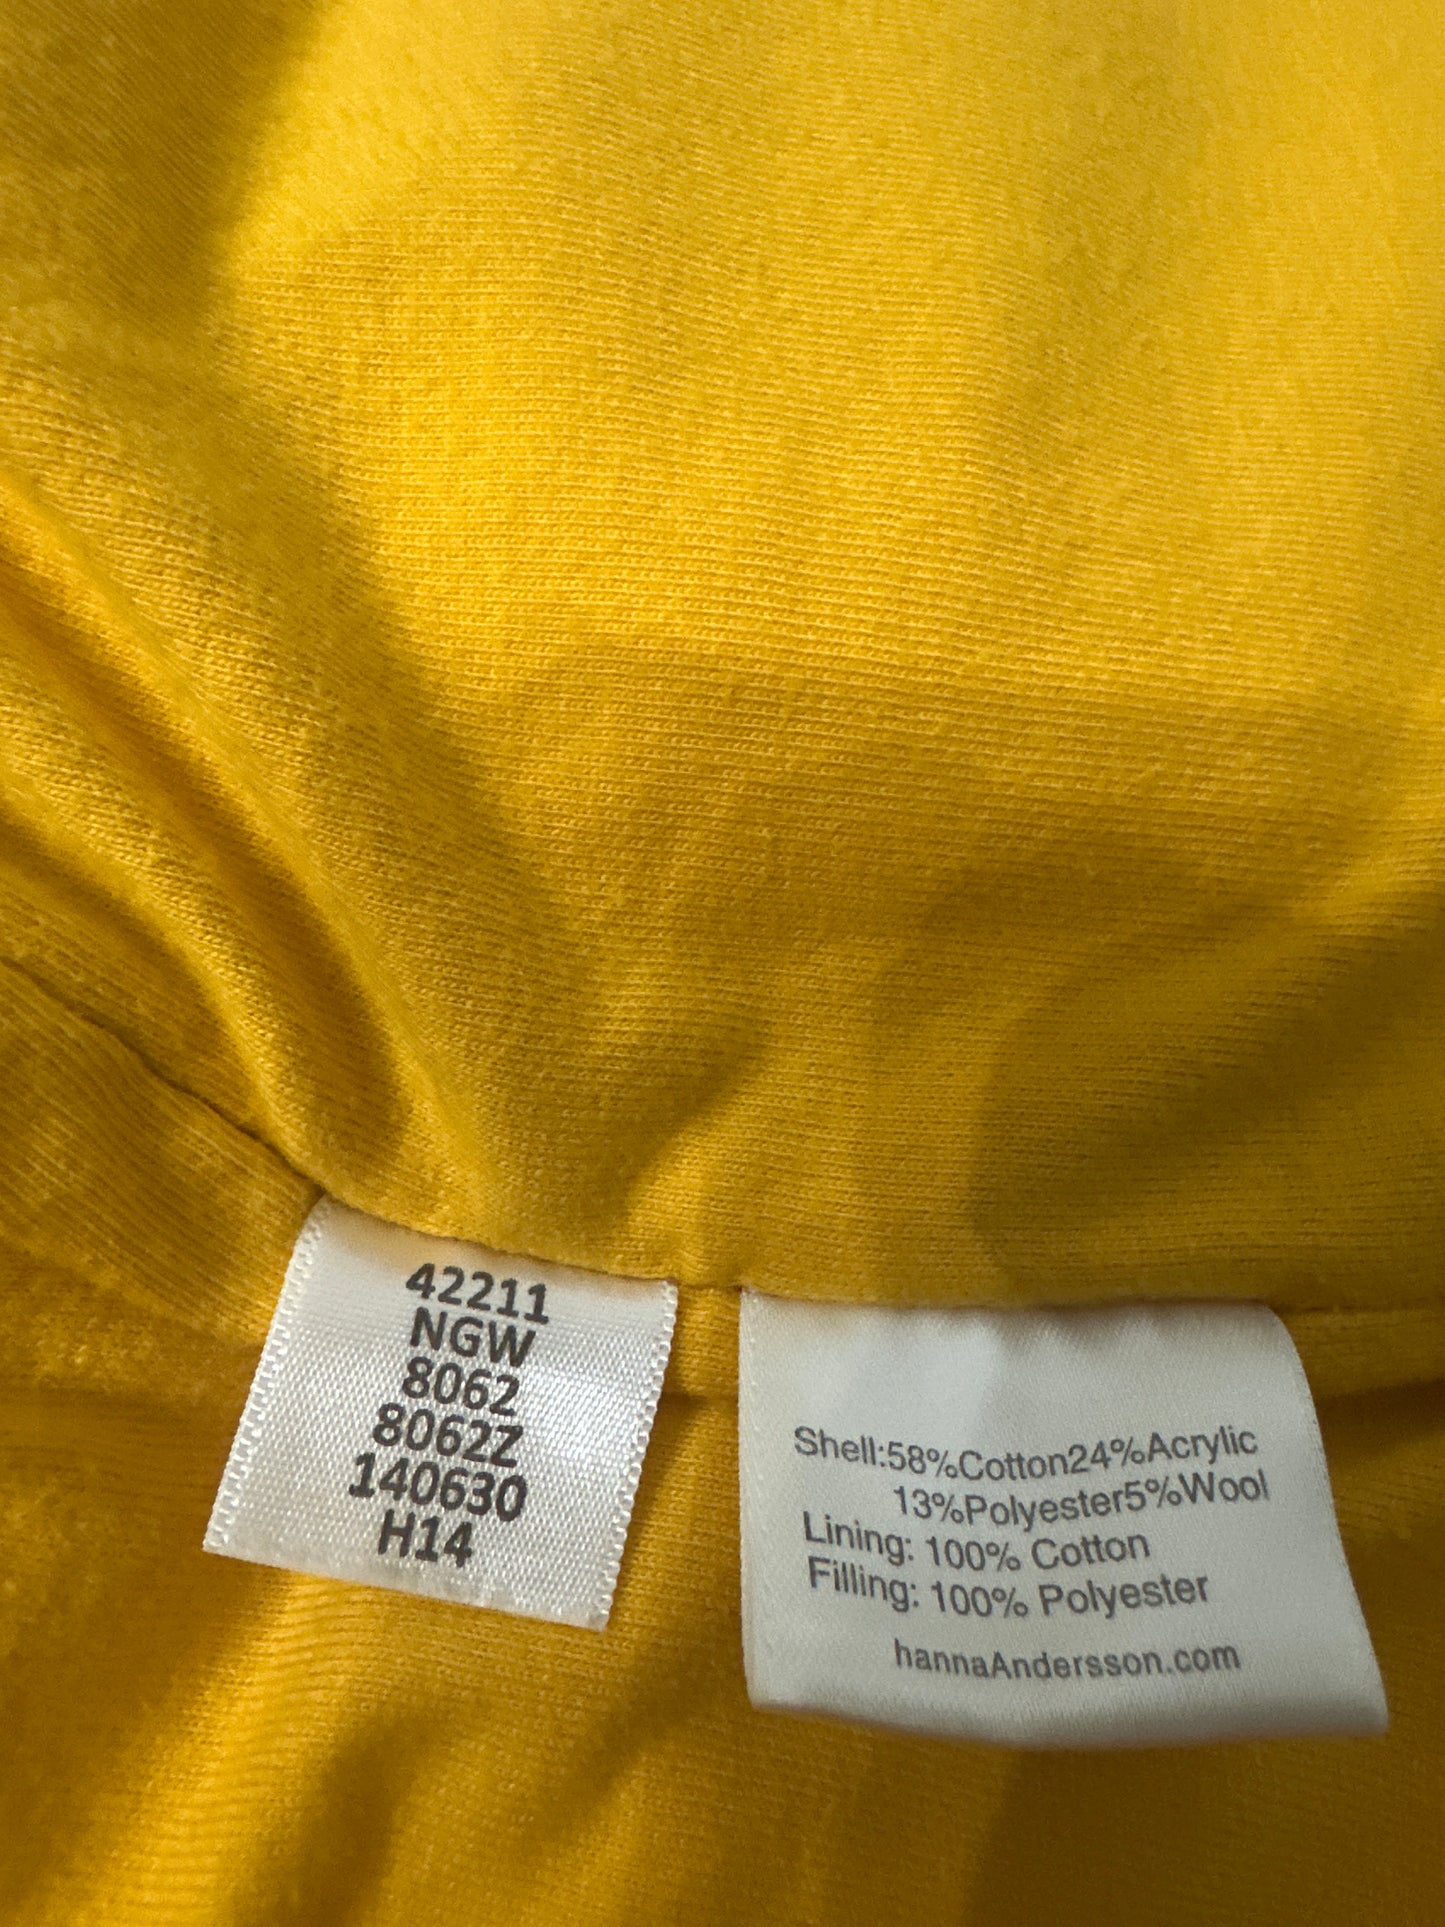 42211
NGW
8062
8062Z
140630
H14
Shell:58%Cotton24%Acrylic
13%Polyester5%Wool
Lining: 100% Cotton
Filling: 100% Polyester
hannaAndersson.com